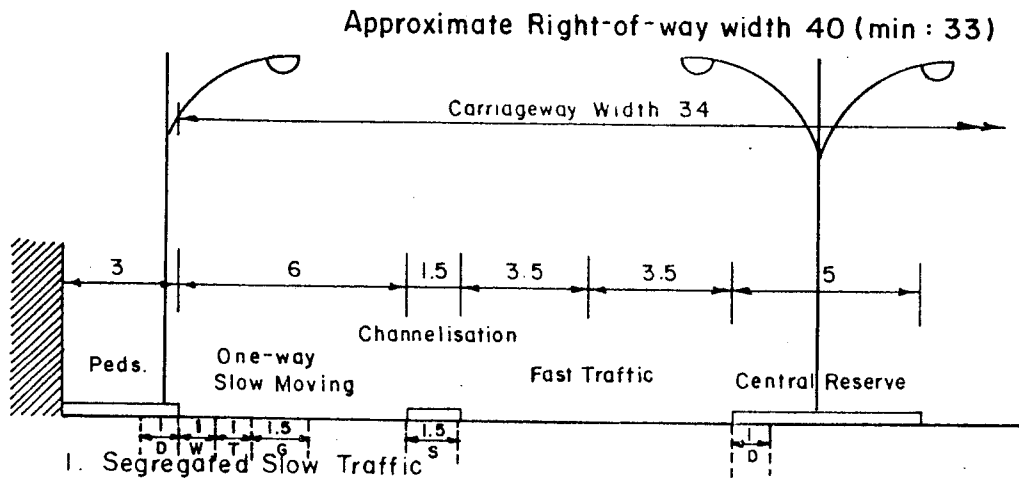 Approximate Right-of-way width 40 (min : 33)
Carriageway Width 34
3 6 1.5 3.5 3.5 5
Channelisation
Peds. One-way Slow Moving Fast Traffic Central Reserve
1 1 1 1.5 1.5 1
D W T G S D
1. Segregated Slow Traffic